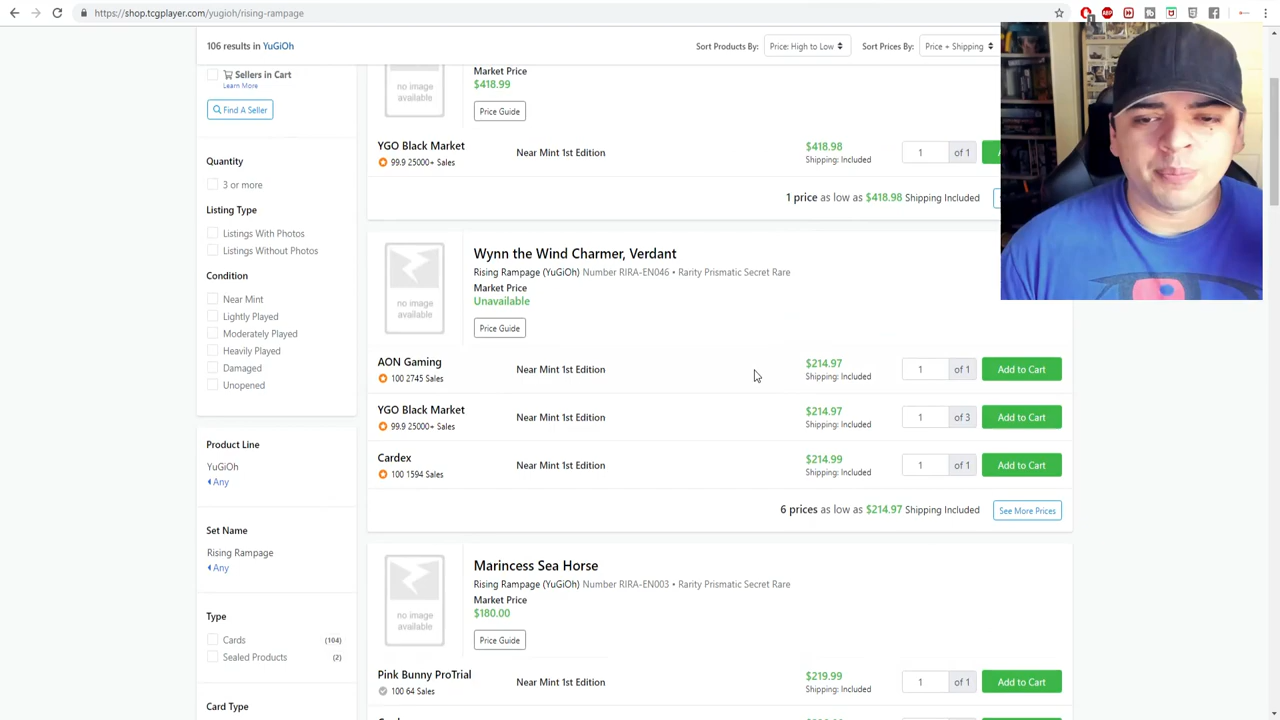 https://shop.tcgplayer.com/yugioh/rising-rampage
106 results in YuGiOh
Sort Products By: Price: High to Low
Sort Prices By: Price + Shipping
Sellers in Cart
Learn More
Find A Seller
Quantity
3 or more
Listing Type
Listings With Photos
Listings Without Photos
Condition
Near Mint
Lightly Played
Moderately Played
Heavily Played
Damaged
Unopened
Product Line
YuGiOh
Any
Set Name
Rising Rampage
Any
Type
Cards (104)
Sealed Products (2)
Card Type
no image
available
Market Price
$418.99
Price Guide
YGO Black Market
99.9 25000+ Sales
Near Mint 1st Edition
$418.98
Shipping: Included
1 of 1
1 price as low as $418.98 Shipping Included
no image
available
Wynn the Wind Charmer, Verdant
Rising Rampage (YuGiOh) Number RIRA-EN046 • Rarity Prismatic Secret Rare
Market Price
Unavailable
Price Guide
AON Gaming
100 2745 Sales
Near Mint 1st Edition
$214.97
Shipping: Included
1 of 1
Add to Cart
YGO Black Market
99.9 25000+ Sales
Near Mint 1st Edition
$214.97
Shipping: Included
1 of 3
Add to Cart
Cardex
100 1594 Sales
Near Mint 1st Edition
$214.99
Shipping: Included
1 of 1
Add to Cart
6 prices as low as $214.97 Shipping Included
See More Prices
no image
available
Marincess Sea Horse
Rising Rampage (YuGiOh) Number RIRA-EN003 • Rarity Prismatic Secret Rare
Market Price
$180.00
Price Guide
Pink Bunny ProTrial
100 64 Sales
Near Mint 1st Edition
$219.99
Shipping: Included
1 of 1
Add to Cart